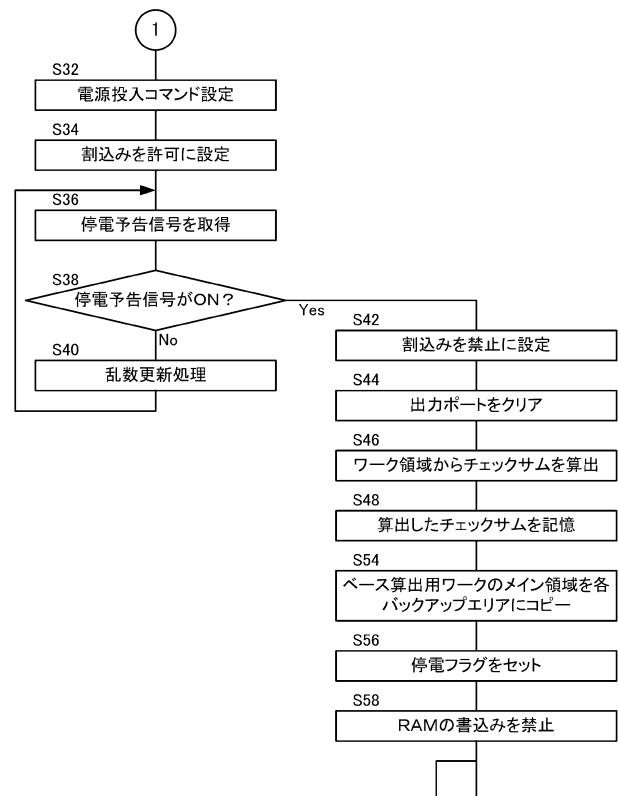 1
S32
電源投入コマンド設定
S34
割込みを許可に設定
S36
停電予告信号を取得
S38
停電予告信号がON？
Yes
No
S40
乱数更新処理
S42
割込みを禁止に設定
S44
出力ポートをクリア
S46
ワーク領域からチェックサムを算出
S48
算出したチェックサムを記憶
S54
ベース算出用ワークのメイン領域を各
バックアップエリアにコピー
S56
停電フラグをセット
S58
RAMの書込みを禁止